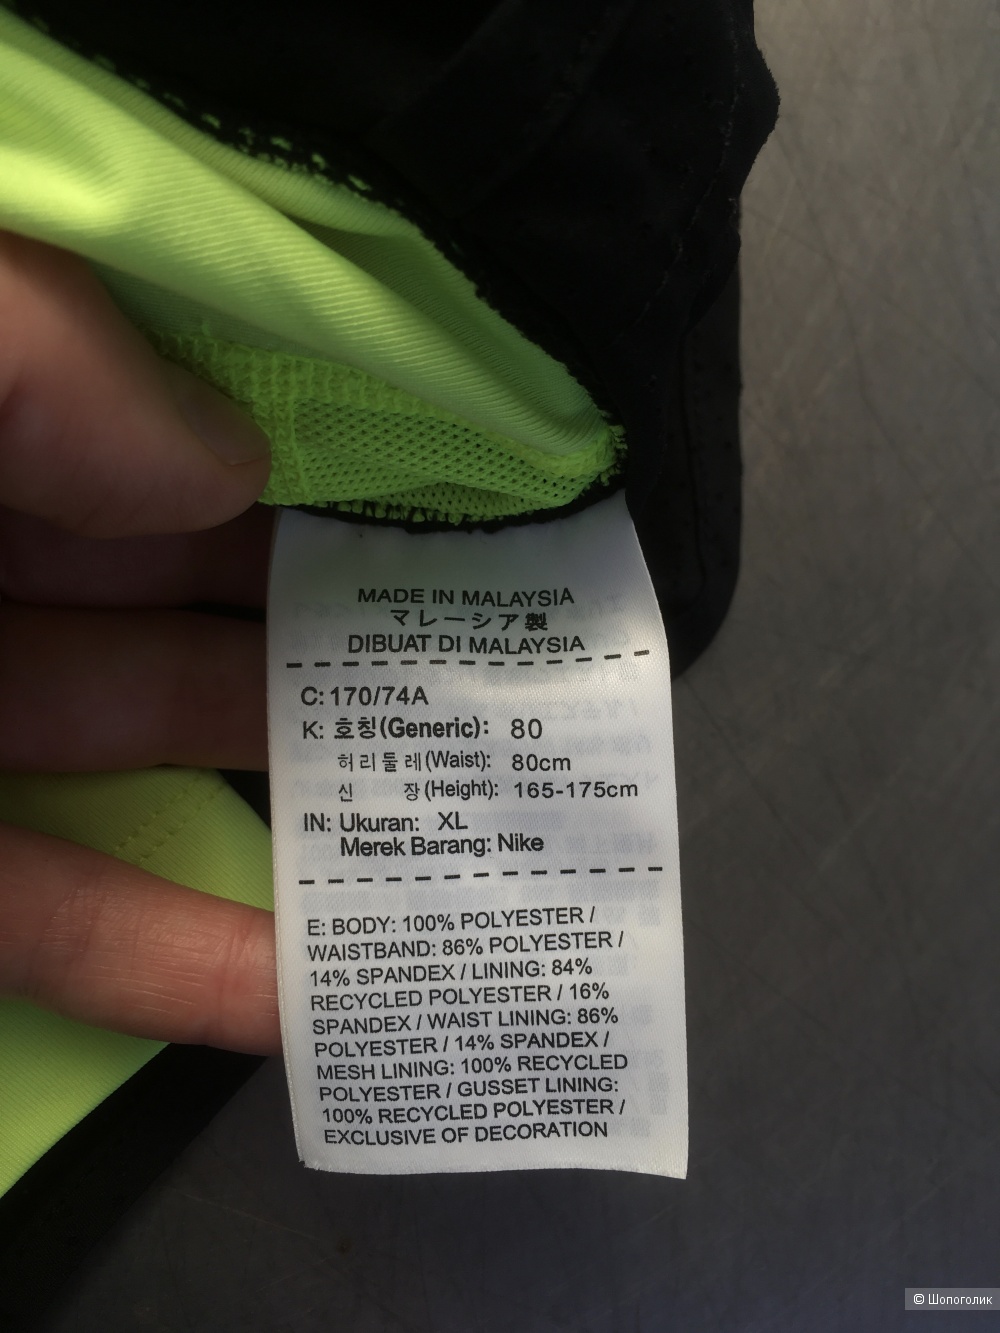 MADE IN MALAYSIA
マレーシア製
DIBUAT DI MALAYSIA
C: 170/74A
K: 호칭(Generic): 80
허리둘레(Waist): 80cm
신 장(Height): 165-175cm
IN: Ukuran: XL
Merek Barang: Nike
E: BODY: 100% POLYESTER /
WAISTBAND: 86% POLYESTER /
14% SPANDEX / LINING: 84%
RECYCLED POLYESTER / 16%
SPANDEX / WAIST LINING: 86%
POLYESTER / 14% SPANDEX /
MESH LINING: 100% RECYCLED
POLYESTER / GUSSET LINING:
100% RECYCLED POLYESTER /
EXCLUSIVE OF DECORATION
© Шопоголик